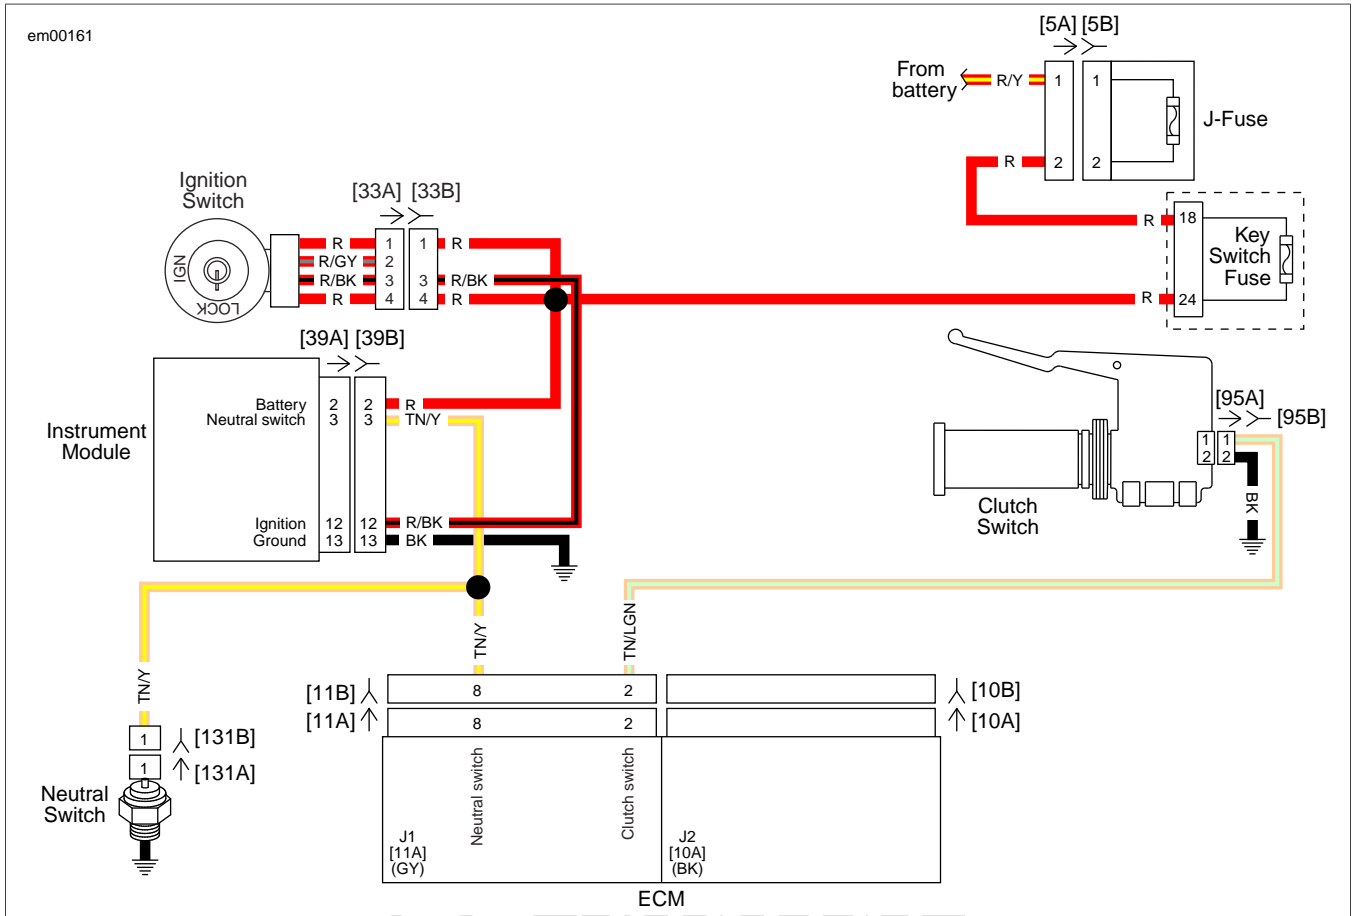 em00161
[5A] [5B]
From
battery
R/Y
1
1
J-Fuse
R
2
2
Ignition
Switch
[33A] [33B]
IGN
LOCK
R
1
1
R
R/GY
2
R/BK
3
3
R/BK
R
4
4
R
R
18
Key
Switch
Fuse
R
24
[39A] [39B]
Instrument
Module
Battery
2
2
R
Neutral switch
3
3
TN/Y
Ignition
12
12
R/BK
Ground
13
13
BK
[95A]
[95B]
1
1
2
2
BK
Clutch
Switch
TN/Y
TN/Y
TN/LGN
[11B]
8
2
[10B]
[11A]
8
2
[10A]
1
[131B]
1
[131A]
Neutral
Switch
Neutral switch
Clutch switch
J1
[11A]
(GY)
J2
[10A]
(BK)
ECM